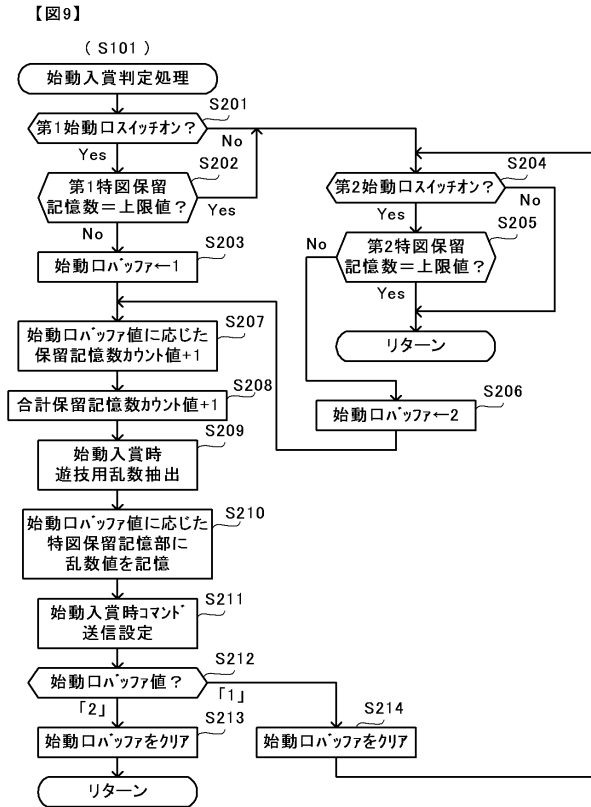 【図9】
( S101 )
始動入賞判定処理
S201
第1始動口スイッチオン?
No
Yes
S202
第1特図保留
記憶数=上限値?
Yes
No
S203
始動口バッファ←1
S204
第2始動口スイッチオン?
No
Yes
S205
No
第2特図保留
記憶数=上限値?
Yes
リターン
S206
始動口バッファ←2
S207
始動口バッファ値に応じた
保留記憶数カウント値+1
S208
合計保留記憶数カウント値+1
S209
始動入賞時
遊技用乱数抽出
S210
始動口バッファ値に応じた
特図保留記憶部に
乱数値を記憶
S211
始動入賞時コマンド
送信設定
S212
始動口バッファ値?
「1」
「2」
S213
始動口バッファをクリア
S214
始動口バッファをクリア
リターン